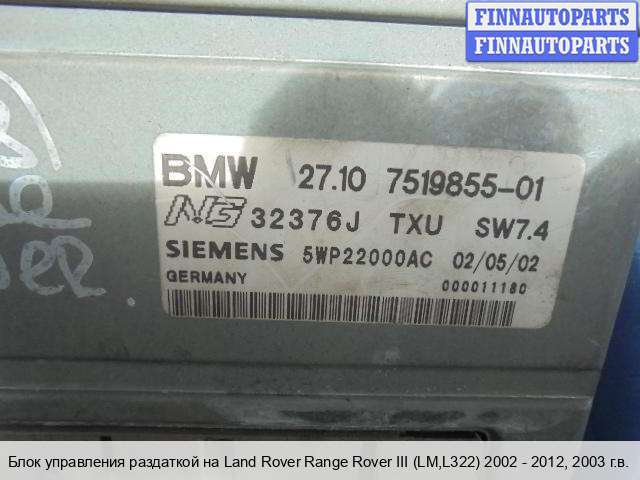 FINNAUTOPARTS
FINNAUTOPARTS
BMW 27.10 7519855-01
NG 32376J TXU SW7.4
SIEMENS 5WP22000AC 02/05/02
GERMANY 000011180
Блок управления раздаткой на Land Rover Range Rover III (LM,L322) 2002 - 2012, 2003 г.в.